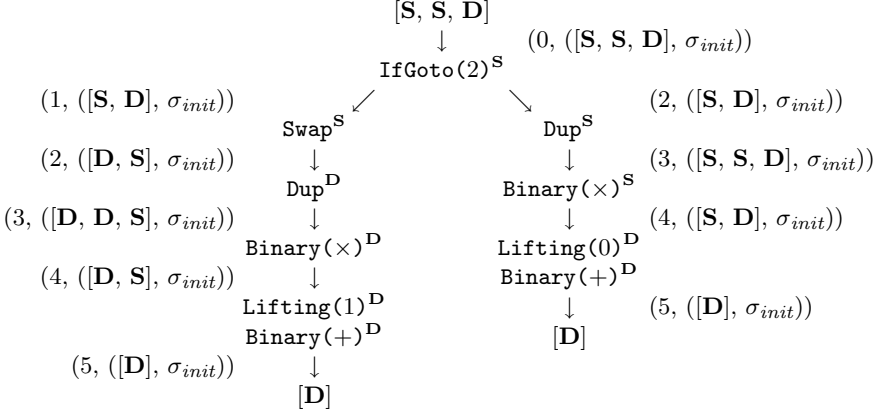 [S, S, D]
↓ (0, ([S, S, D], σ_init))
IfGoto(2)^S
(1, ([S, D], σ_init)) ↙ ↘ (2, ([S, D], σ_init))
Swap^S Dup^S
(2, ([D, S], σ_init)) ↓ ↓ (3, ([S, S, D], σ_init))
Dup^D Binary(×)^S
(3, ([D, D, S], σ_init)) ↓ ↓ (4, ([S, D], σ_init))
Binary(×)^D Lifting(0)^D
(4, ([D, S], σ_init)) ↓ Binary(+)^D
Lifting(1)^D ↓ (5, ([D], σ_init))
Binary(+)^D [D]
(5, ([D], σ_init)) ↓
[D]